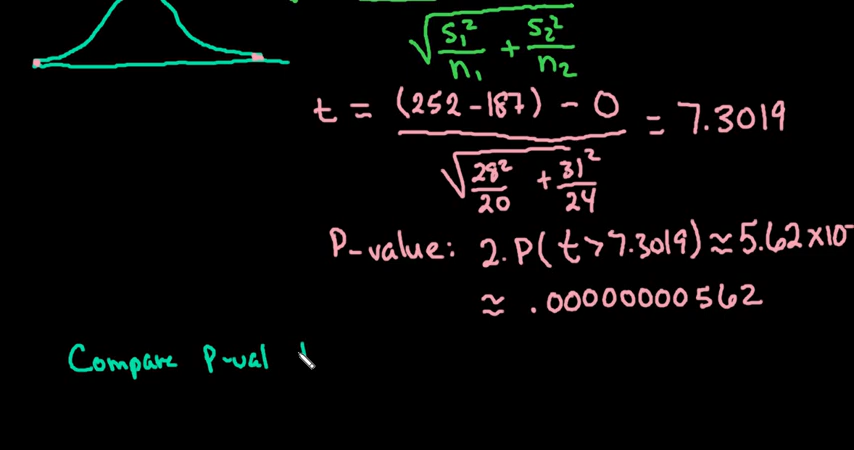 √(s₁²/n₁ + s₂²/n₂)
t = ((252-187) - 0)/√(28²/20 + 31²/24) = 7.3019
P-value: 2·P(t>7.3019) ≈ 5.62×10⁻
≈ .00000000562
Compare P-val